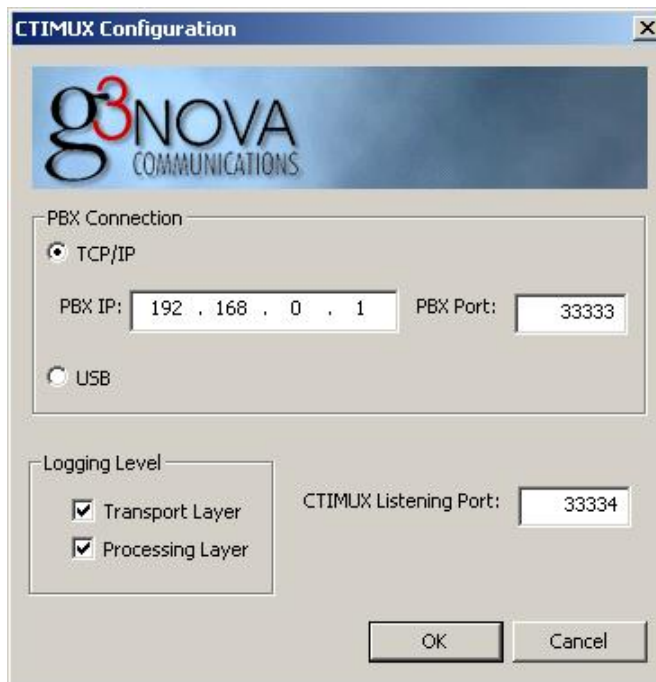 CTIMUX Configuration
g3NOVA
COMMUNICATIONS
PBX Connection
TCP/IP
PBX IP: 192 . 168 . 0 . 1 PBX Port: 33333
USB
Logging Level
Transport Layer
CTIMUX Listening Port: 33334
Processing Layer
OK Cancel